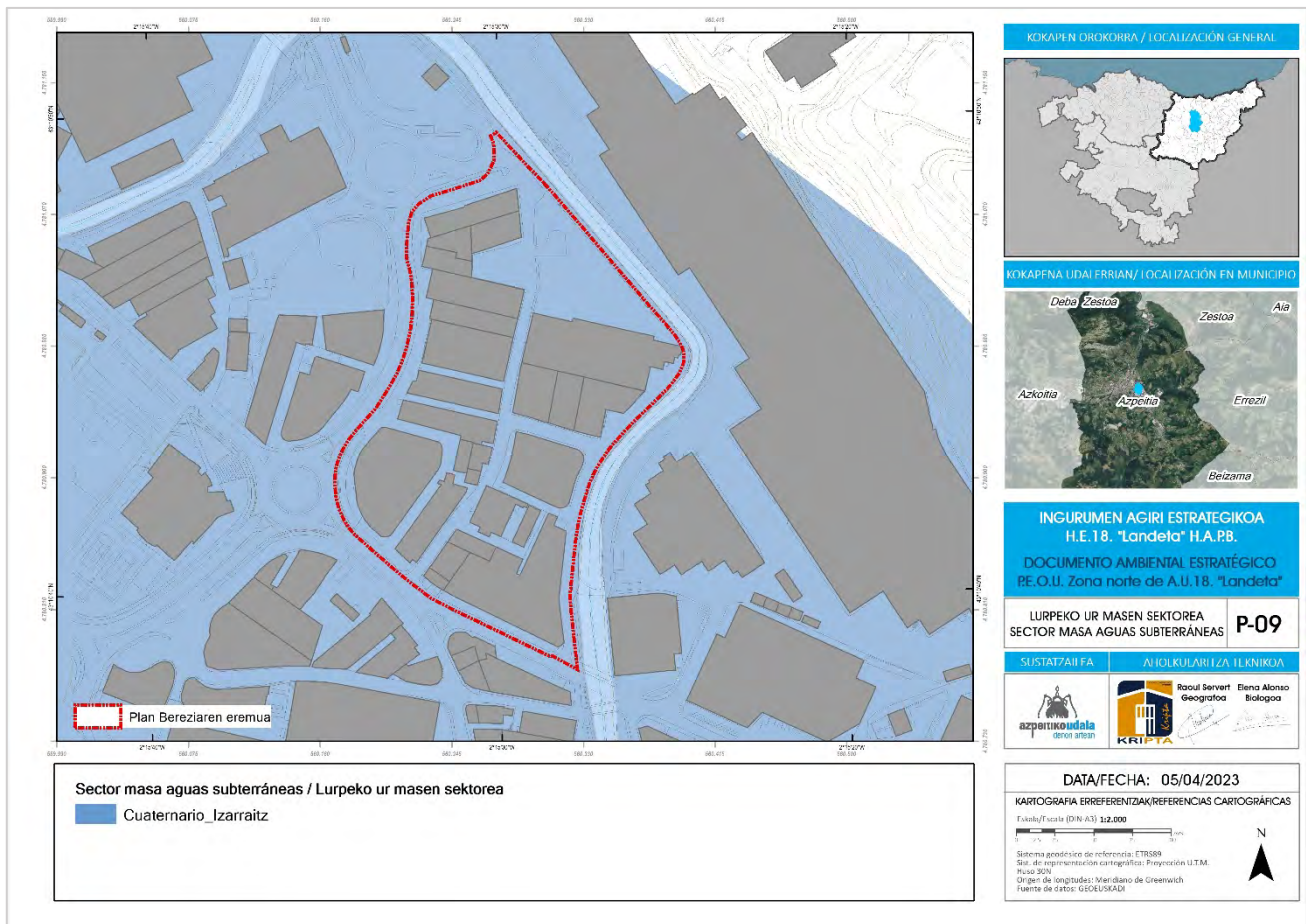 Plan Bereziaren eremua
Sector masa aguas subterráneas / Lurpeko ur masen sektorea
Cuaternario_Izarraitz
KOKAPEN OROKORRA / LOCALIZACIÓN GENERAL
KOKAPENA UDALERRIAN/ LOCALIZACIÓN EN MUNICIPIO
Deba Zestoa
Zestoa
Aia
Azkoitia
Azpeitia
Errezil
Beizama
INGURUMEN AGIRI ESTRATEGIKOA
H.E.18. "Landeta" H.A.P.B.
DOCUMENTO AMBIENTAL ESTRATÉGICO
P.E.O.U. Zona norte de A.U.18. "Landeta"
LURPEKO UR MASEN SEKTOREA
SECTOR MASA AGUAS SUBTERRÁNEAS
P-09
AHOLKULARITZA TEKNIKOA
azpeitikoudala
denon artean
KRIPTA
Raoul Servert
Geografoa
Elena Alonso
Biologoa
DATA/FECHA: 05/04/2023
KARTOGRAFIA ERREFERENTZIAK/REFERENCIAS CARTOGRÁFICAS
Eskala/Escala (DIN-A3) 1:2.000
N
Sistema geodésico de referencia: ETRS89
Sist. de representación cartográfica: Proyección U.T.M.
Huso 30N
Origen de longitudes: Meridiano de Greenwich
Fuente de datos: GEOEUSKADI